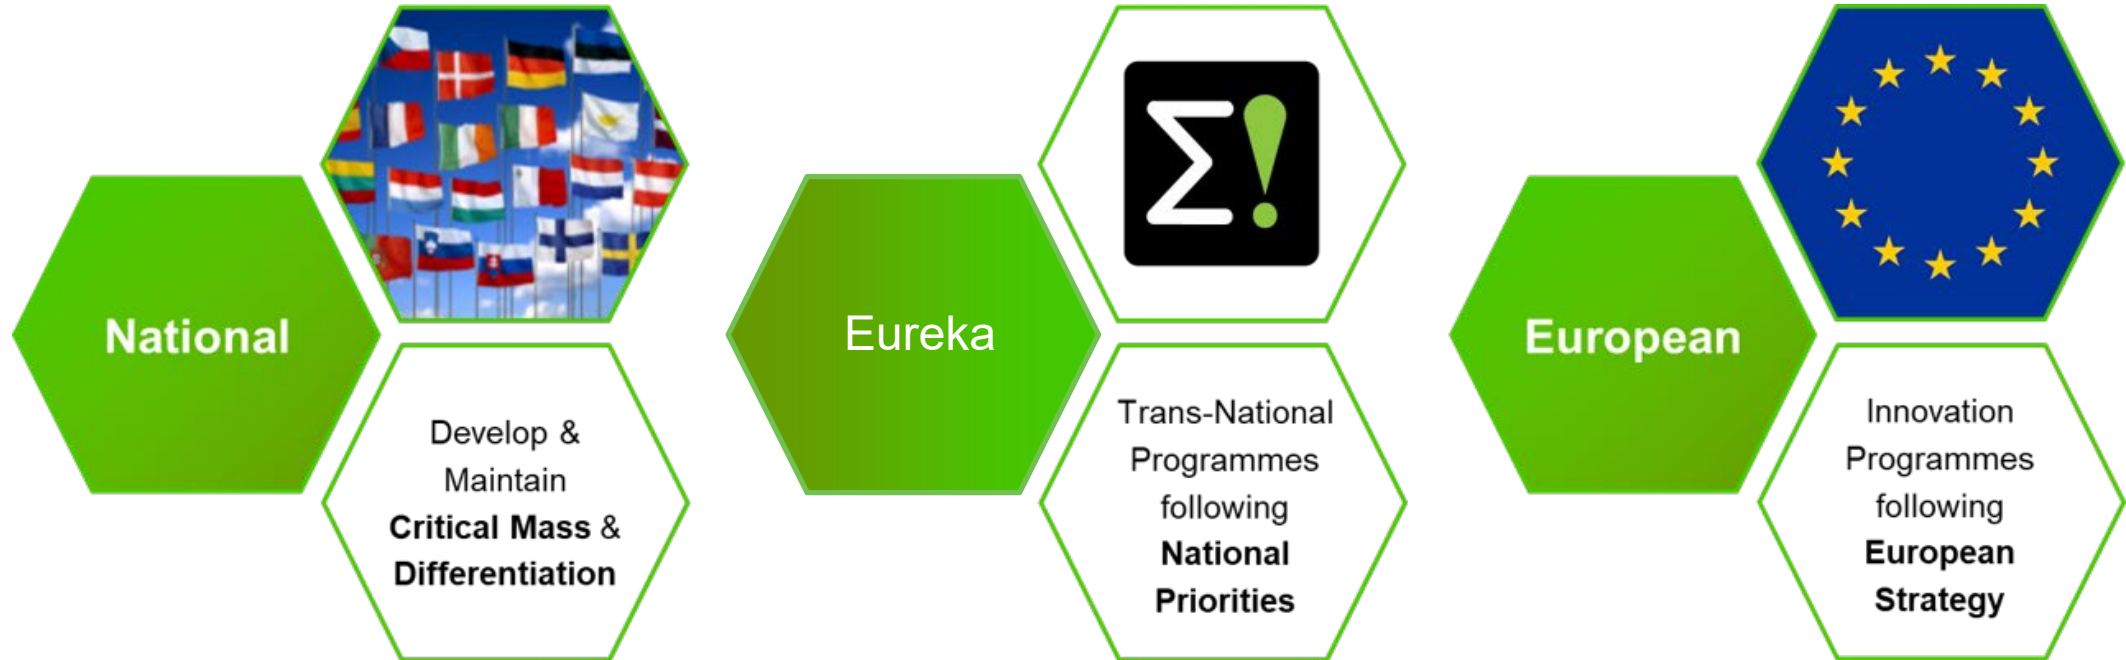 National
Develop &
Maintain
Critical Mass &
Differentiation
Eureka
Σ!
Trans-National
Programmes
following
National
Priorities
European
Innovation
Programmes
following
European
Strategy